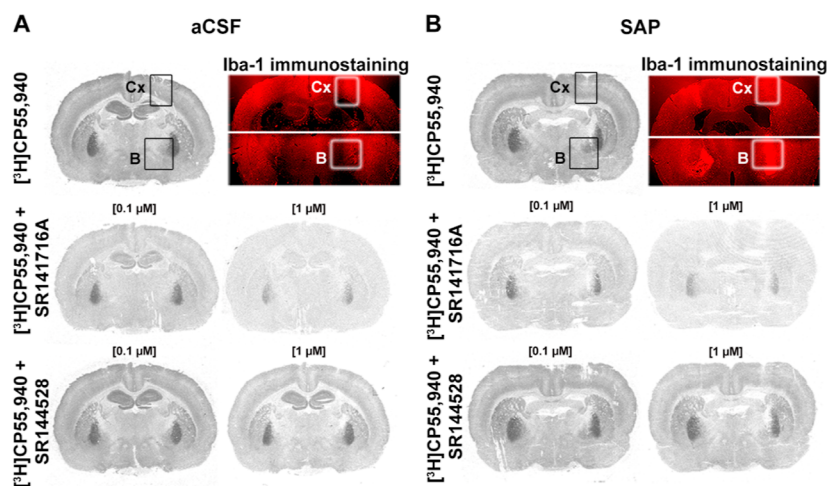 A
aCSF
[³H]CP55,940
Cx
B
Iba-1 immunostaining
Cx
B
[³H]CP55,940 +
SR141716A
[0.1 µM]
[1 µM]
[³H]CP55,940 +
SR144528
[0.1 µM]
[1 µM]
B
SAP
[³H]CP55,940
Cx
B
Iba-1 immunostaining
Cx
B
[³H]CP55,940 +
SR141716A
[0.1 µM]
[1 µM]
[³H]CP55,940 +
SR144528
[0.1 µM]
[1 µM]